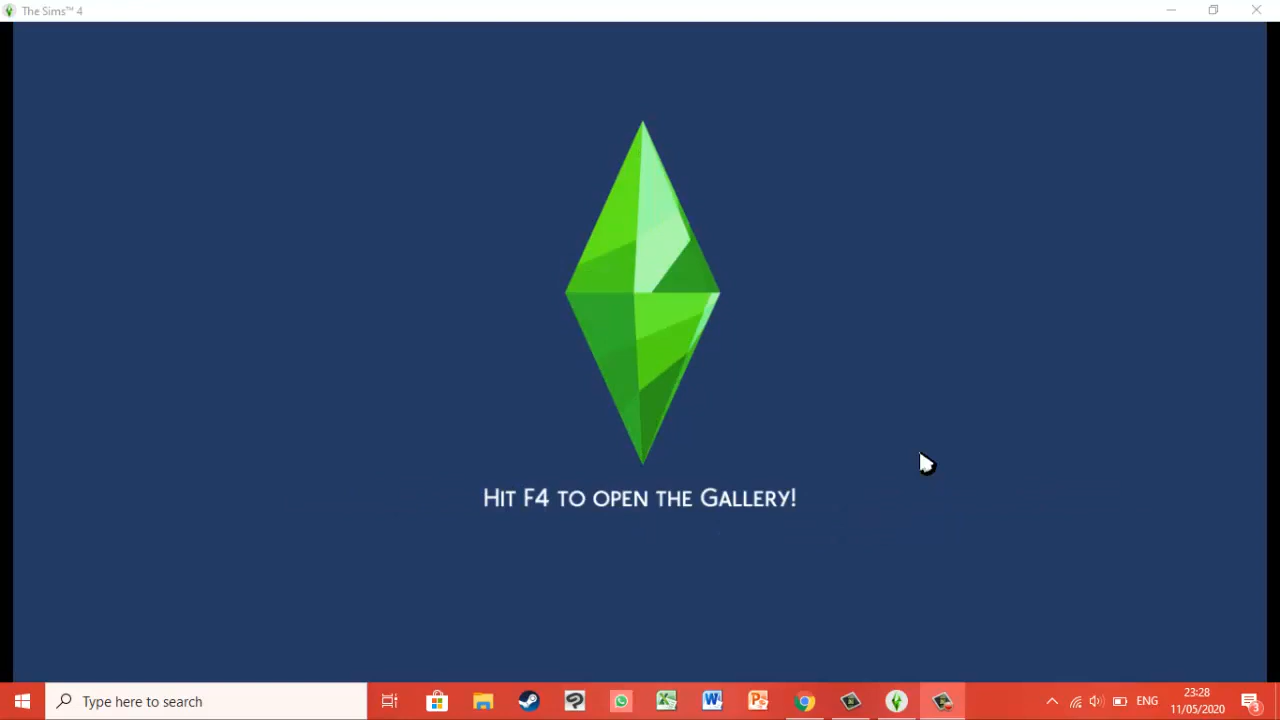 The Sims™ 4
Hit F4 to open the Gallery!
Type here to search
ENG
23:28
11/05/2020
3